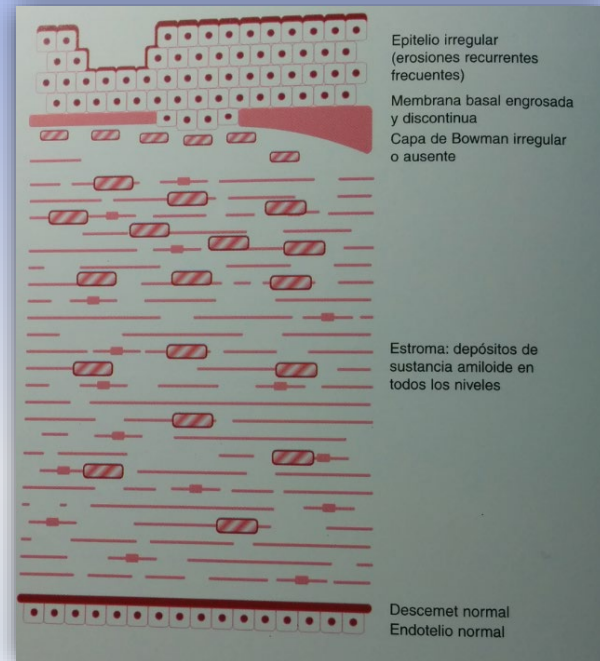 Epitelio irregular
(erosiones recurrentes
frecuentes)
Membrana basal engrosada
y discontinua
Capa de Bowman irregular
o ausente
Estroma: depósitos de
sustancia amiloide en
todos los niveles
Descemet normal
Endotelio normal